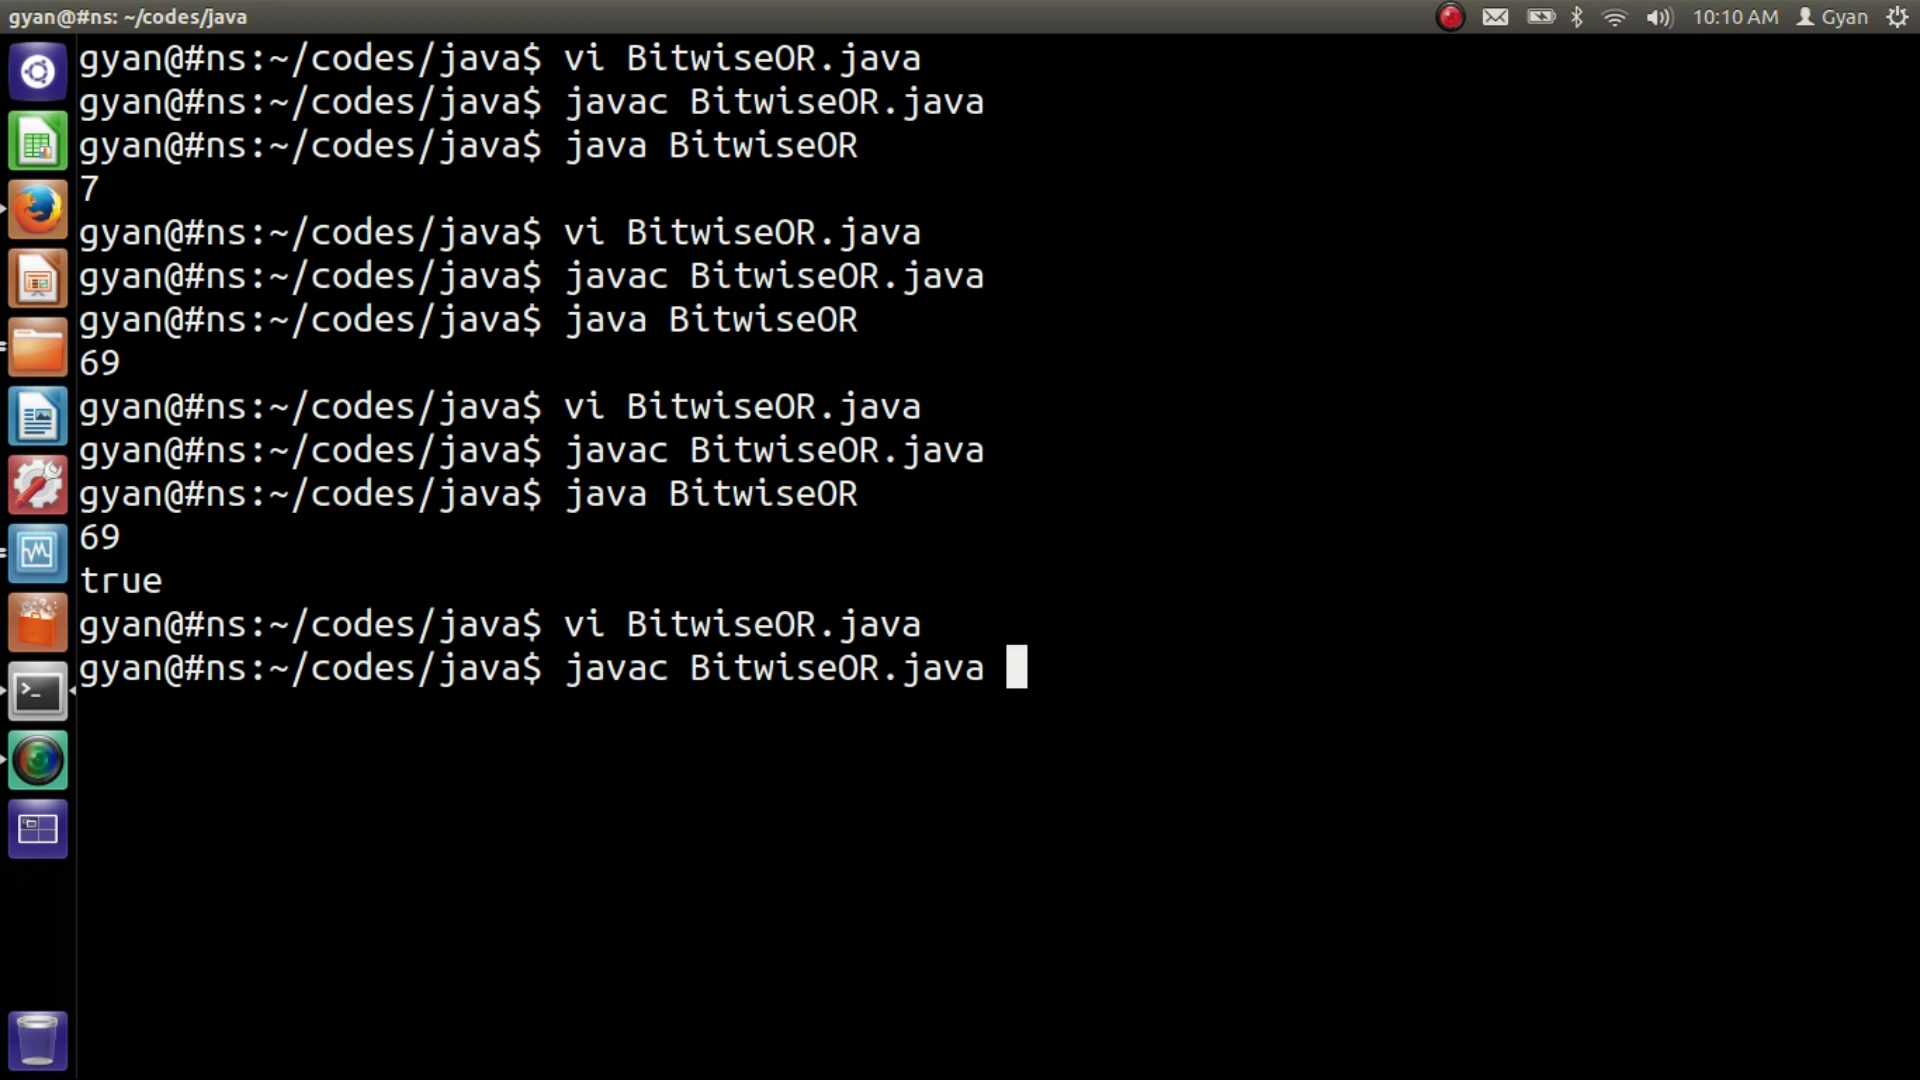 gyan@#ns: ~/codes/java
10:10 AM Gyan
gyan@#ns:~/codes/java$ vi BitwiseOR.java
gyan@#ns:~/codes/java$ javac BitwiseOR.java
gyan@#ns:~/codes/java$ java BitwiseOR
7
gyan@#ns:~/codes/java$ vi BitwiseOR.java
gyan@#ns:~/codes/java$ javac BitwiseOR.java
gyan@#ns:~/codes/java$ java BitwiseOR
69
gyan@#ns:~/codes/java$ vi BitwiseOR.java
gyan@#ns:~/codes/java$ javac BitwiseOR.java
gyan@#ns:~/codes/java$ java BitwiseOR
69
true
gyan@#ns:~/codes/java$ vi BitwiseOR.java
gyan@#ns:~/codes/java$ javac BitwiseOR.java